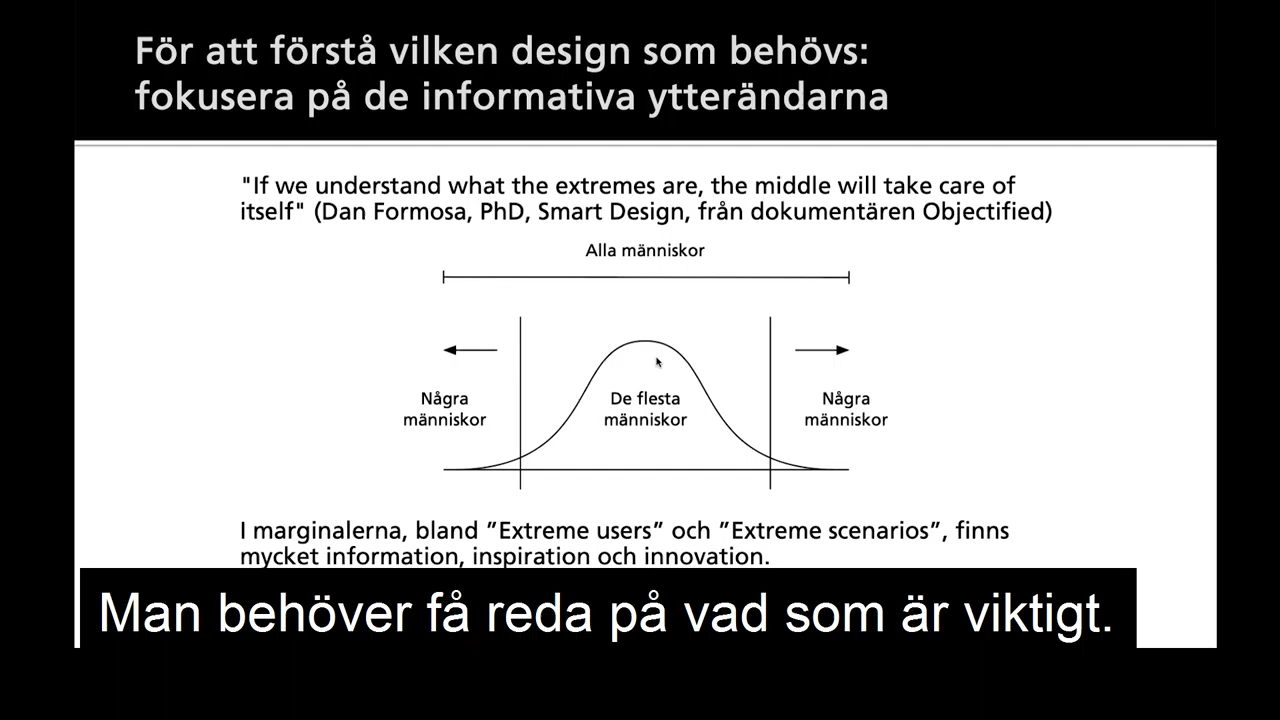 För att förstå vilken design som behövs:
fokusera på de informativa ytterändarna
"If we understand what the extremes are, the middle will take care of
itself" (Dan Formosa, PhD, Smart Design, från dokumentären Objectified)
Alla människor
Några
människor
De flesta
människor
Några
människor
I marginalerna, bland ”Extreme users” och ”Extreme scenarios”, finns
mycket information, inspiration och innovation.
Man behöver få reda på vad som är viktigt.